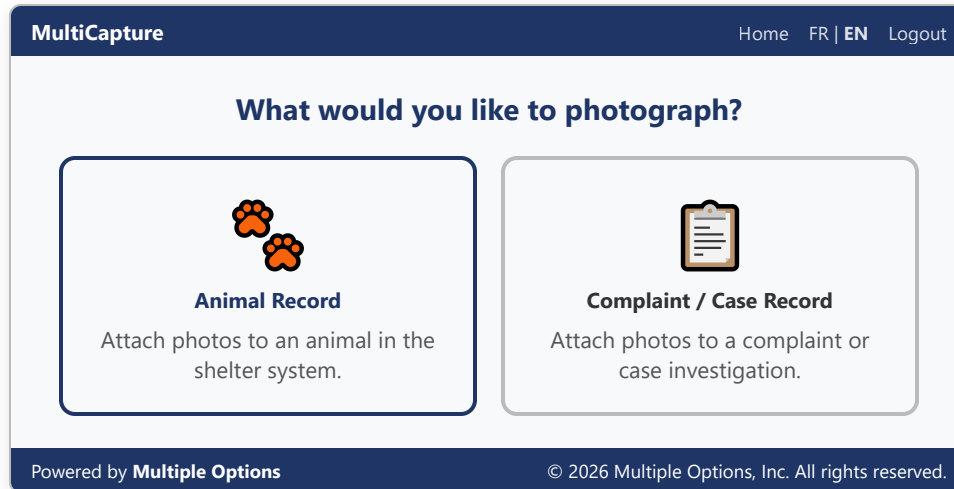 MultiCapture
Home FR | EN Logout
What would you like to photograph?
Animal Record
Attach photos to an animal in the
shelter system.
Complaint / Case Record
Attach photos to a complaint or
case investigation.
Powered by Multiple Options
© 2026 Multiple Options, Inc. All rights reserved.